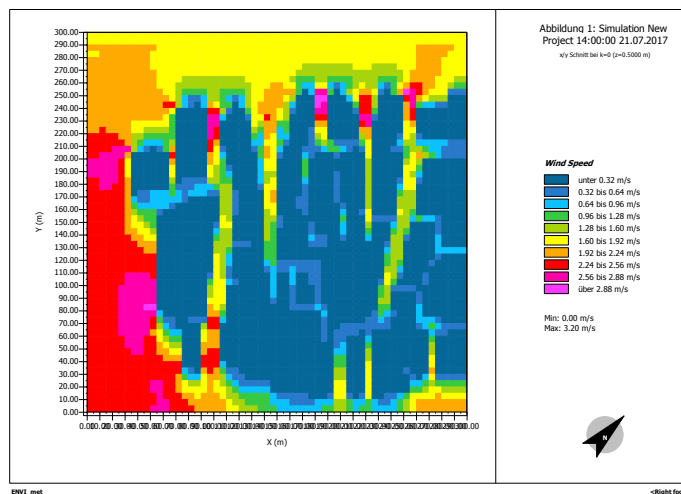 Abbildung 1: Simulation New
Project 14:00:00 21.07.2017
x/y Schnitt bei k=0 (z=0.5000 m)
300.00
290.00
280.00
270.00
260.00
250.00
240.00
230.00
220.00
210.00
200.00
190.00
180.00
170.00
160.00
150.00
140.00
130.00
120.00
110.00
100.00
90.00
80.00
70.00
60.00
50.00
40.00
30.00
20.00
10.00
0.00
Y (m)
X (m)
Wind Speed
unter 0.32 m/s
0.32 bis 0.64 m/s
0.64 bis 0.96 m/s
0.96 bis 1.28 m/s
1.28 bis 1.60 m/s
1.60 bis 1.92 m/s
1.92 bis 2.24 m/s
2.24 bis 2.56 m/s
2.56 bis 2.88 m/s
über 2.88 m/s
Min: 0.00 m/s
Max: 3.20 m/s
N
ENVI_met
<Right foo